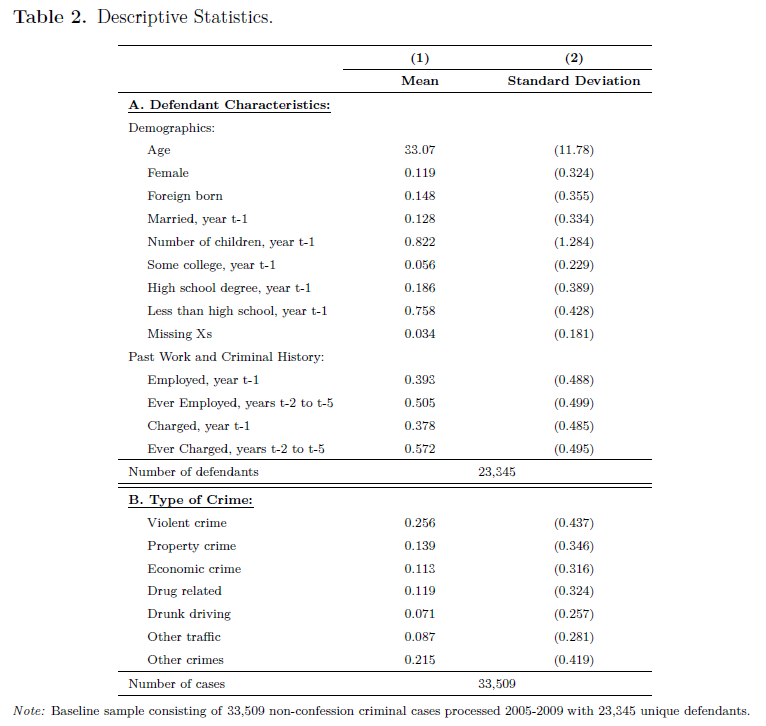 Table 2. Descriptive Statistics.
(1) (2)
Mean Standard Deviation
A. Defendant Characteristics:
Demographics:
Age 33.07 (11.78)
Female 0.119 (0.324)
Foreign born 0.148 (0.355)
Married, year t-1 0.128 (0.334)
Number of children, year t-1 0.822 (1.284)
Some college, year t-1 0.056 (0.229)
High school degree, year t-1 0.186 (0.389)
Less than high school, year t-1 0.758 (0.428)
Missing Xs 0.034 (0.181)
Past Work and Criminal History:
Employed, year t-1 0.393 (0.488)
Ever Employed, years t-2 to t-5 0.505 (0.499)
Charged, year t-1 0.378 (0.485)
Ever Charged, years t-2 to t-5 0.572 (0.495)
Number of defendants 23,345
B. Type of Crime:
Violent crime 0.256 (0.437)
Property crime 0.139 (0.346)
Economic crime 0.113 (0.316)
Drug related 0.119 (0.324)
Drunk driving 0.071 (0.257)
Other traffic 0.087 (0.281)
Other crimes 0.215 (0.419)
Number of cases 33,509
Note: Baseline sample consisting of 33,509 non-confession criminal cases processed 2005-2009 with 23,345 unique defendants.